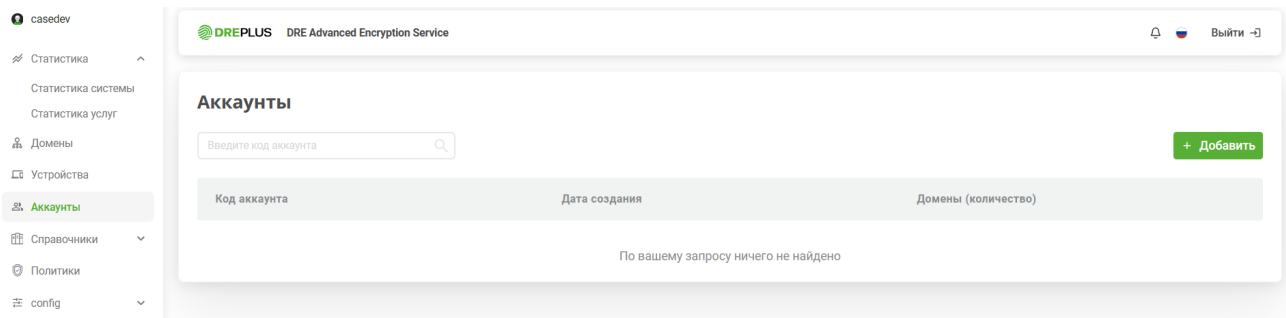 casedev
Статистика
Статистика системы
Статистика услуг
Домены
Устройства
Аккаунты
Справочники
Политики
config
DREPLUS DRE Advanced Encryption Service
Выйти
Аккаунты
Введите код аккаунта
+ Добавить
Код аккаунта Дата создания Домены (количество)
По вашему запросу ничего не найдено